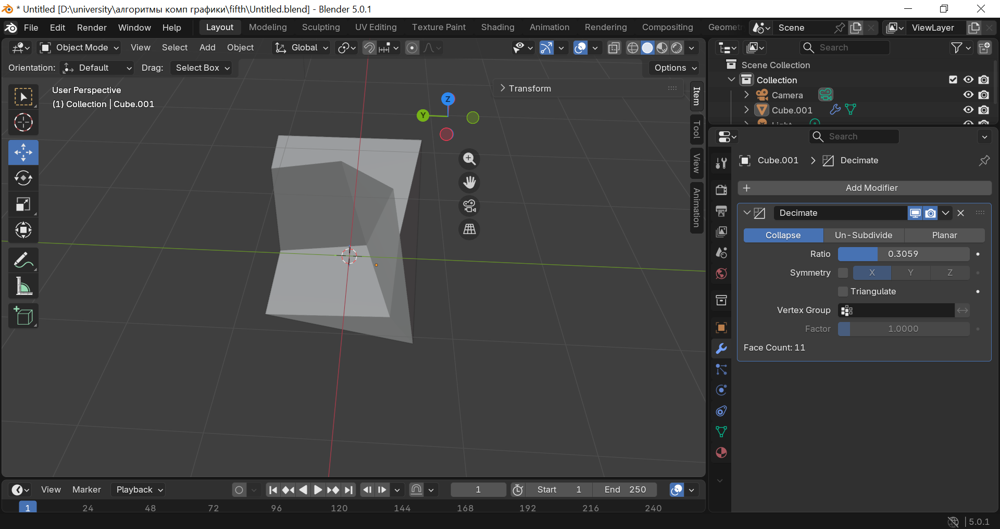 * Untitled [D:\university\алгоритмы комп графики\fifth\Untitled.blend] - Blender 5.0.1
File Edit Render Window Help Layout Modeling Sculpting UV Editing Texture Paint Shading Animation Rendering Compositing Geomet Scene ViewLayer
Object Mode View Select Add Object Global Search
Orientation: Default Drag: Select Box Options
Scene Collection
Collection
Camera
Cube.001
Light
User Perspective
(1) Collection | Cube.001
Transform
Item
Tool
View
Animation
Z
Y
Search
Cube.001 Decimate
Add Modifier
Decimate
Collapse Un-Subdivide Planar
Ratio 0.3059
Symmetry X Y Z
Triangulate
Vertex Group
Factor 1.0000
Face Count: 11
View Marker Playback 1 Start 1 End 250
1 24 48 72 96 120 144 168 192 216 240
5.0.1